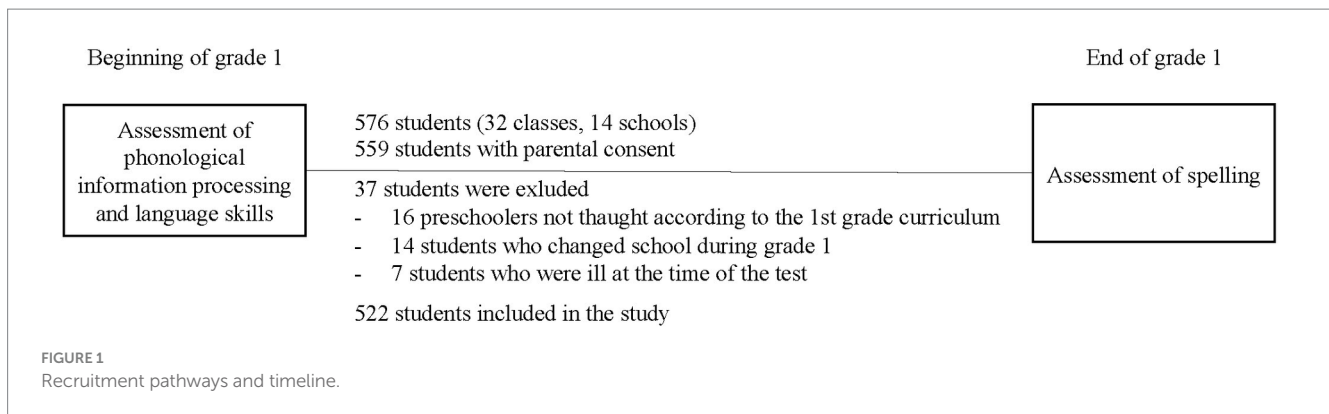 Beginning of grade 1
End of grade 1
Assessment of
phonological
information processing
and language skills
576 students (32 classes, 14 schools)
559 students with parental consent
37 students were exluded
- 16 preschoolers not thaught according to the 1st grade curriculum
- 14 students who changed school during grade 1
- 7 students who were ill at the time of the test
522 students included in the study
Assessment of spelling
FIGURE 1
Recruitment pathways and timeline.